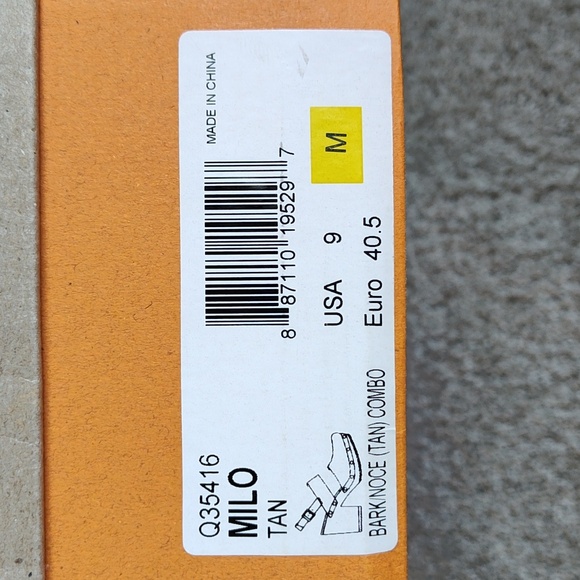 Q35416
MILO
TAN
MADE IN CHINA
8 87110 19529 7
M
USA 9
Euro 40.5
BARK/NOCE (TAN) COMBO